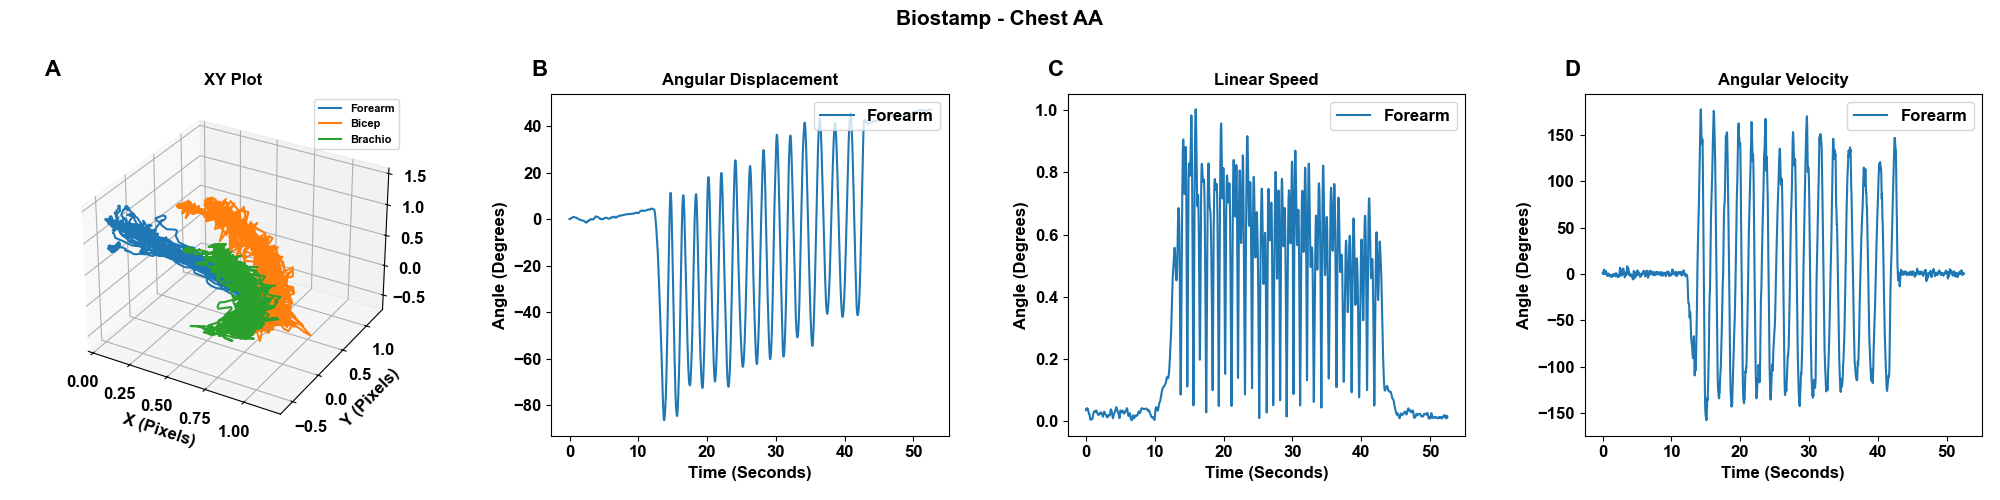 Biostamp - Chest AA
A
XY Plot
Forearm
Bicep
Brachio
1.5
1.0
0.5
0.0
−0.5
0.00
0.25
0.50
0.75
1.00
X (Pixels)
−0.5
0.0
0.5
1.0
Y (Pixels)
B
Angular Displacement
Forearm
40
20
0
−20
−40
−60
−80
Angle (Degrees)
0 10 20 30 40 50
Time (Seconds)
C
Linear Speed
Forearm
1.0
0.8
0.6
0.4
0.2
0.0
Angle (Degrees)
0 10 20 30 40 50
Time (Seconds)
D
Angular Velocity
Forearm
150
100
50
0
−50
−100
−150
Angle (Degrees)
0 10 20 30 40 50
Time (Seconds)